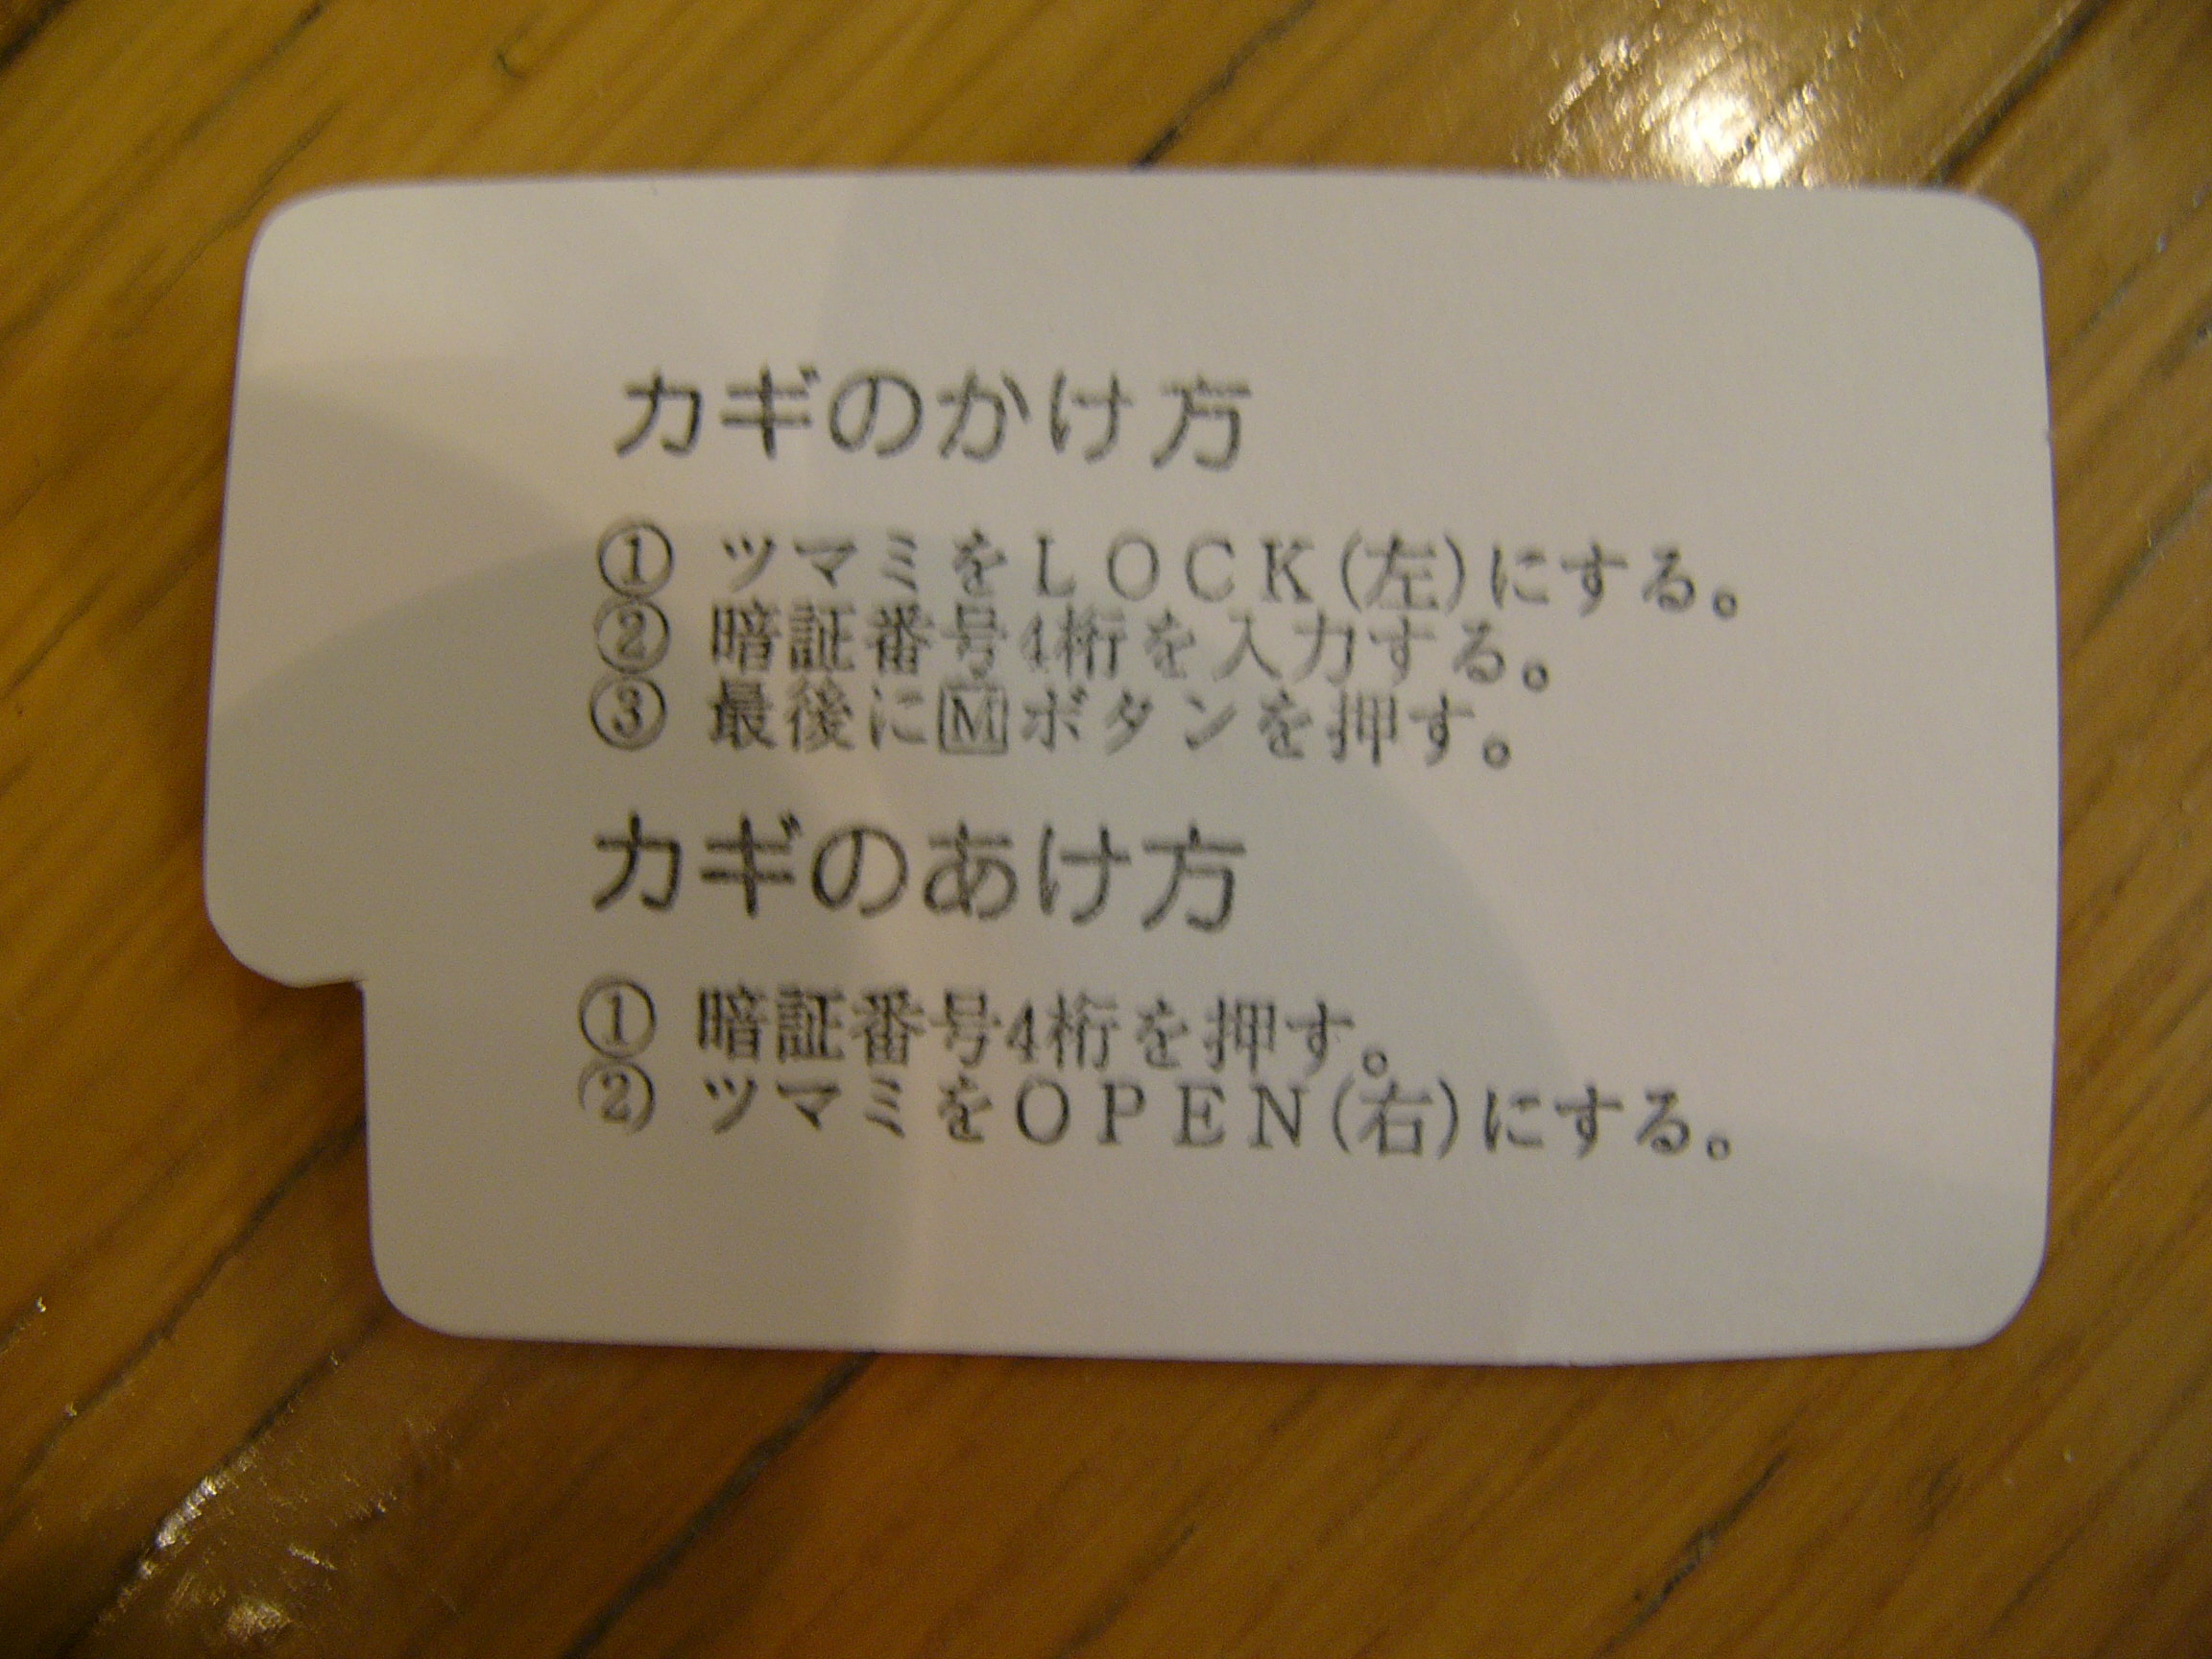 カギのかけ方
① ツマミをLOCK(左)にする。
② 暗証番号4桁を入力する。
③ 最後にMボタンを押す。
カギのあけ方
① 暗証番号4桁を押す。
② ツマミをOPEN(右)にする。